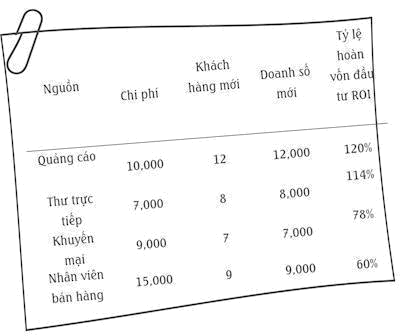 Nguồn Chi phí Khách hàng mới Doanh số mới Tỷ lệ hoàn vốn đầu tư ROI
Quảng cáo 10,000 12 12,000 120%
Thư trực tiếp 7,000 8 8,000 114%
Khuyến mại 9,000 7 7,000 78%
Nhân viên bán hàng 15,000 9 9,000 60%